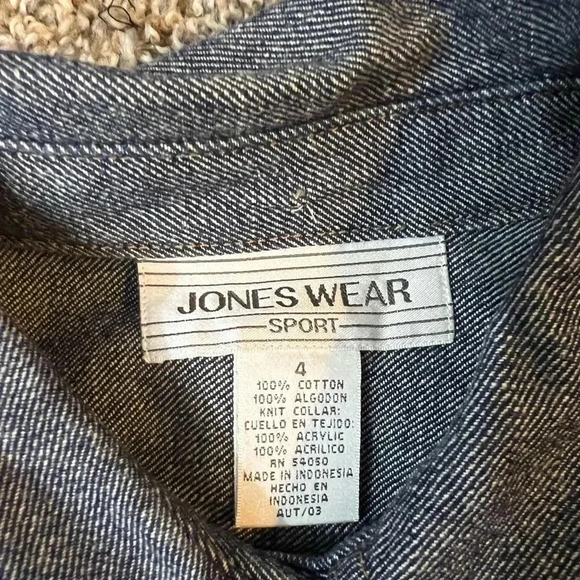 JONES WEAR
SPORT
4
100% COTTON
100% ALGODON
KNIT COLLAR:
CUELLO EN TEJIDO:
100% ACRYLIC
100% ACRILICO
RN 54050
MADE IN INDONESIA
HECHO EN
INDONESIA
AUT/03